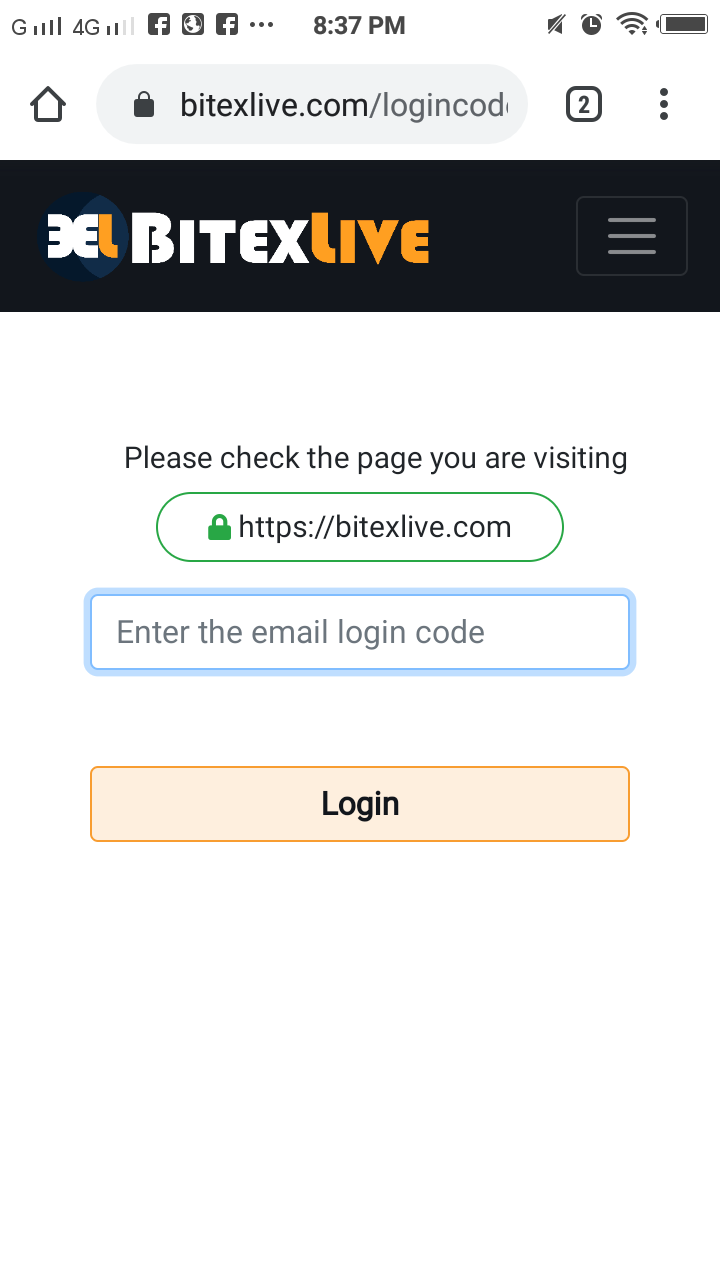 G 4G 8:37 PM
bitexlive.com/logincod
2
BEL BITEXLIVE
Please check the page you are visiting
https://bitexlive.com
Enter the email login code
Login